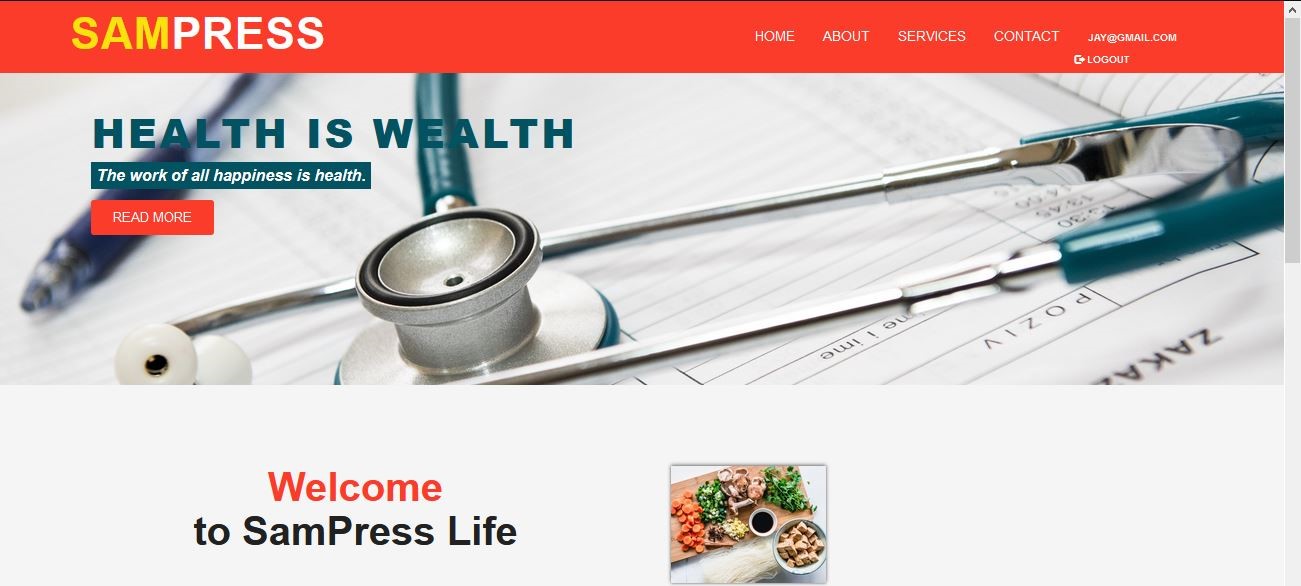 SAMPRESS
HOME ABOUT SERVICES CONTACT JAY@GMAIL.COM
LOGOUT
HEALTH IS WEALTH
The work of all happiness is health.
READ MORE
POZIV
Welcome
to SamPress Life